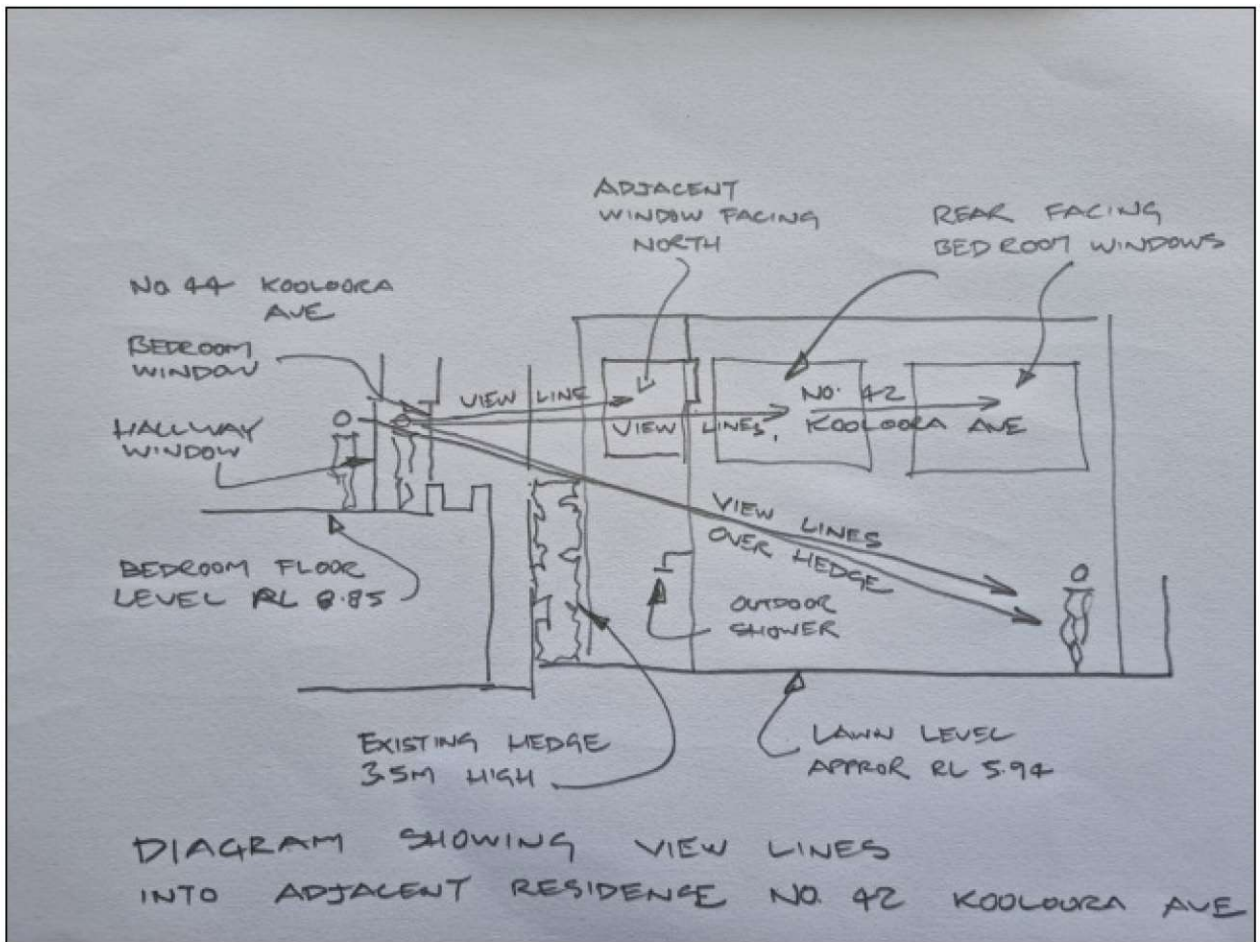 ADJACENT
WINDOW FACING
NORTH
REAR FACING
BEDROOM WINDOWS
NO 44 KOOLOORA
AVE
BEDROOM
WINDOW
HALLWAY
WINDOW
VIEW LINE
VIEW LINES,
NO. 42
KOOLOORA AVE
VIEW LINES
OVER HEDGE
BEDROOM FLOOR
LEVEL RL 8.85
OUTDOOR
SHOWER
EXISTING HEDGE
3.5M HIGH
LAWN LEVEL
APPROX RL 5.94
DIAGRAM SHOWING VIEW LINES
INTO ADJACENT RESIDENCE NO. 42 KOOLOURA AVE